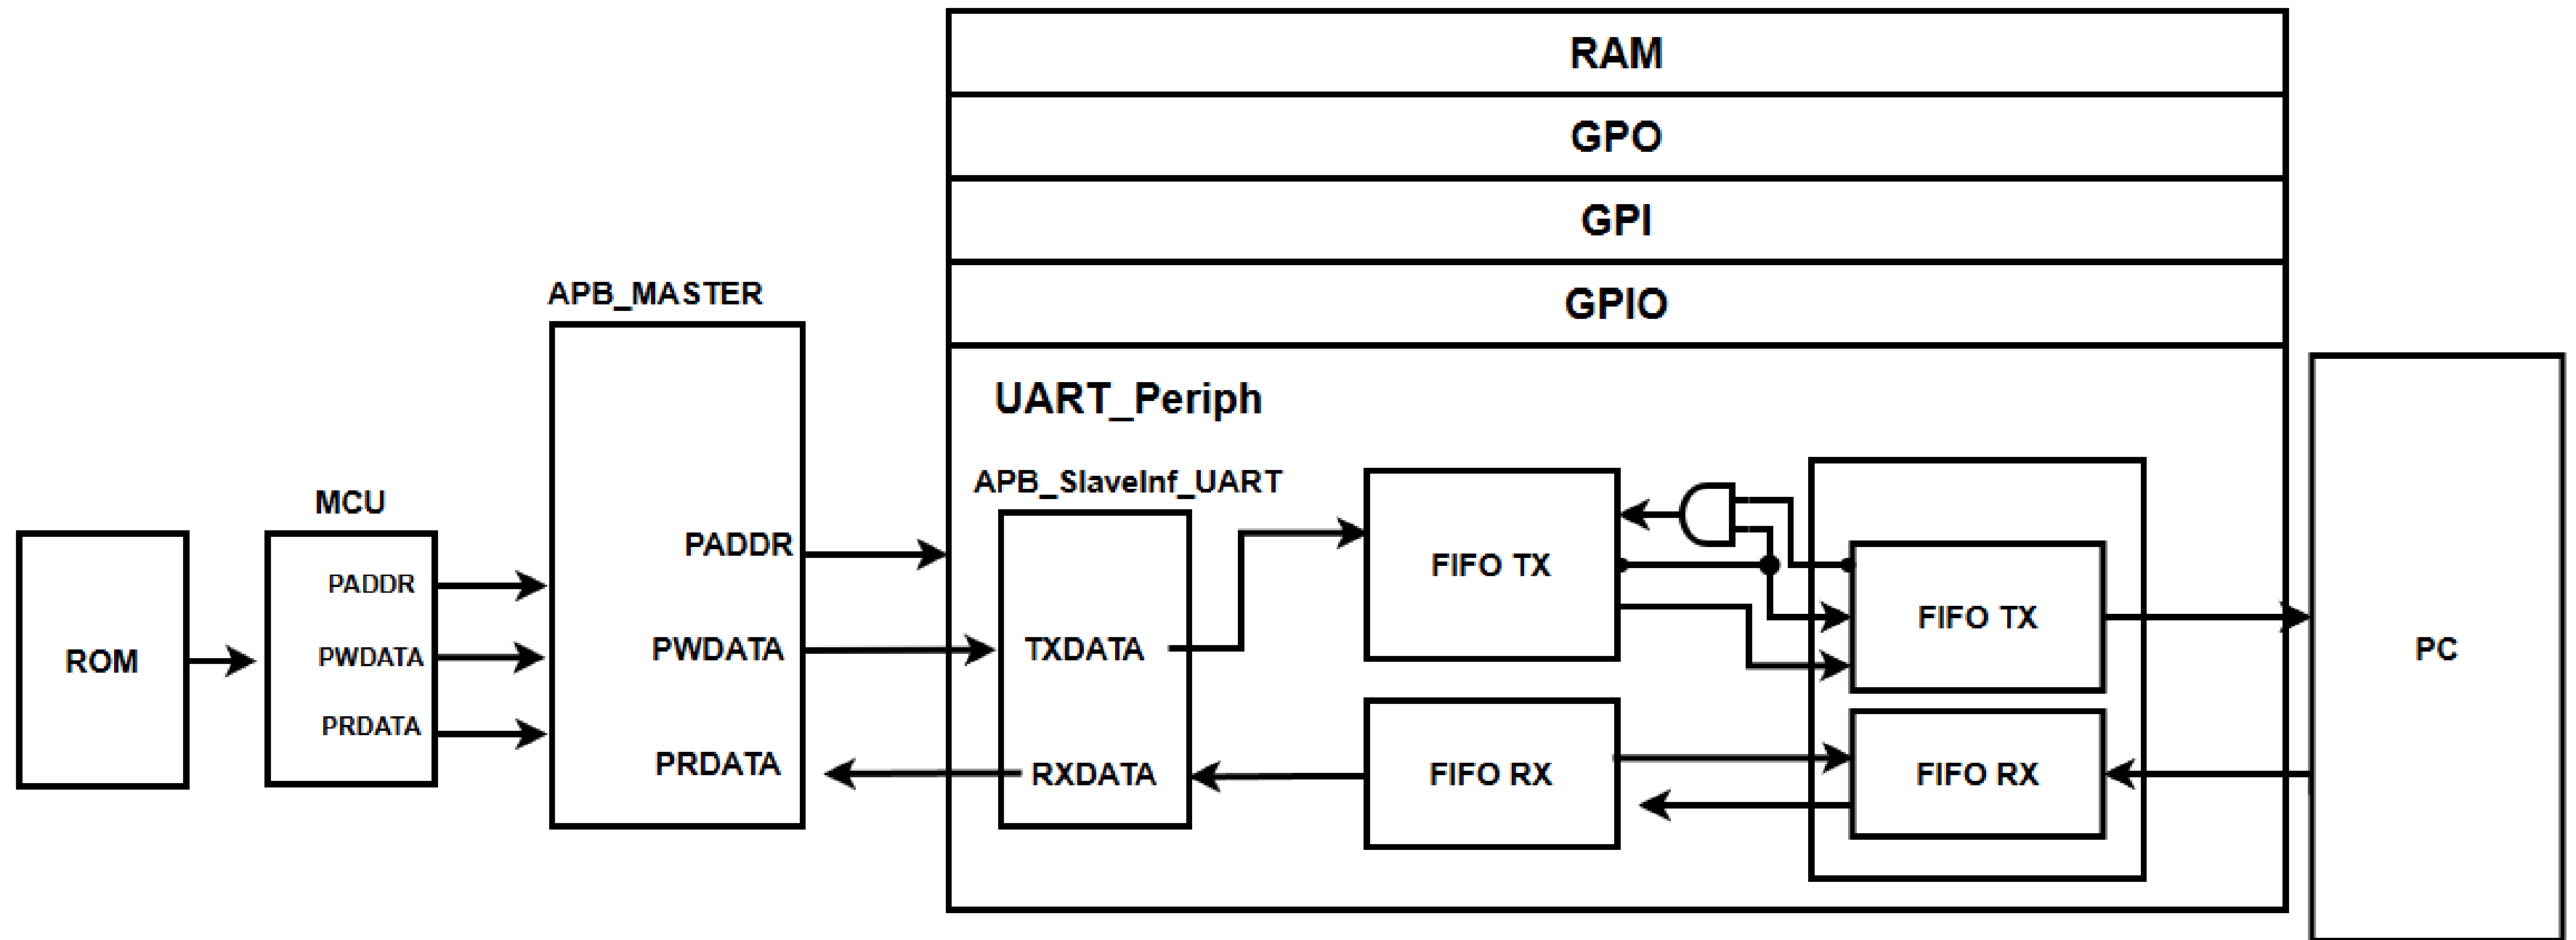 RAM
GPO
GPI
GPIO
APB_MASTER
UART_Periph
APB_SlaveInf_UART
MCU
PADDR
PADDR
PWDATA
PRDATA
ROM
PWDATA
PRDATA
TXDATA
RXDATA
FIFO TX
FIFO RX
FIFO TX
FIFO RX
PC